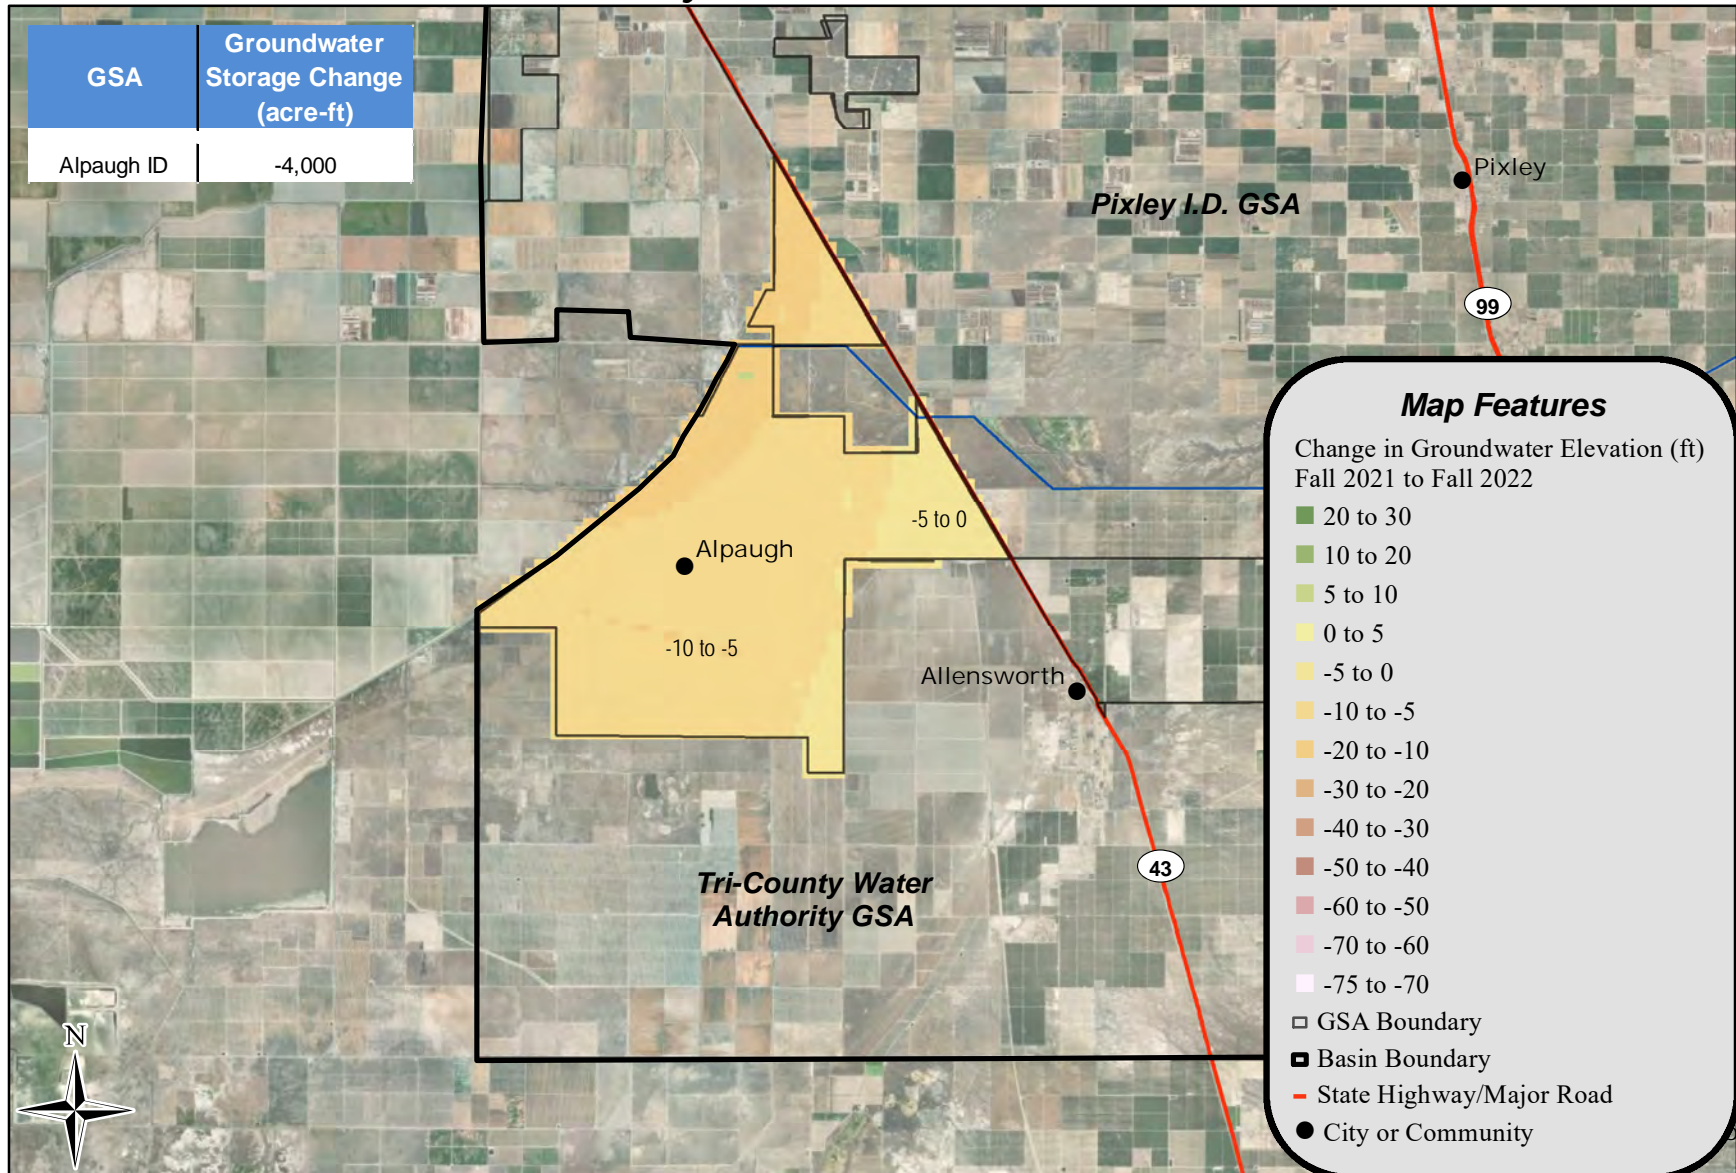 GSA
Groundwater
Storage Change
(acre-ft)
Alpaugh ID
-4,000
Pixley
Pixley I.D. GSA
99
-5 to 0
Alpaugh
-10 to -5
Allensworth
43
Tri-County Water
Authority GSA
N
Map Features
Change in Groundwater Elevation (ft)
Fall 2021 to Fall 2022
20 to 30
10 to 20
5 to 10
0 to 5
-5 to 0
-10 to -5
-20 to -10
-30 to -20
-40 to -30
-50 to -40
-60 to -50
-70 to -60
-75 to -70
GSA Boundary
Basin Boundary
State Highway/Major Road
City or Community